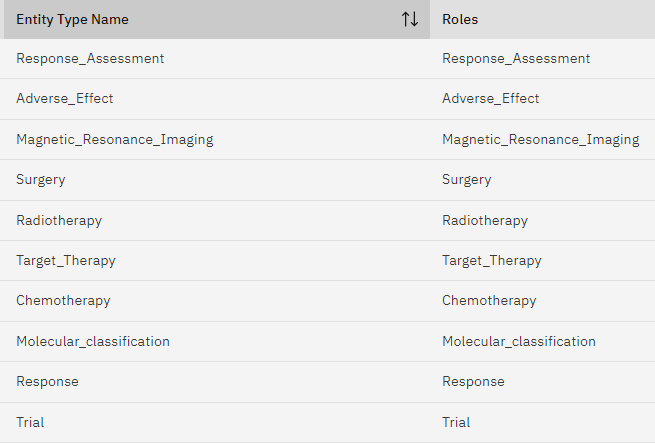 Entity Type Name Roles
Response_Assessment Response_Assessment
Adverse_Effect Adverse_Effect
Magnetic_Resonance_Imaging Magnetic_Resonance_Imaging
Surgery Surgery
Radiotherapy Radiotherapy
Target_Therapy Target_Therapy
Chemotherapy Chemotherapy
Molecular_classification Molecular_classification
Response Response
Trial Trial